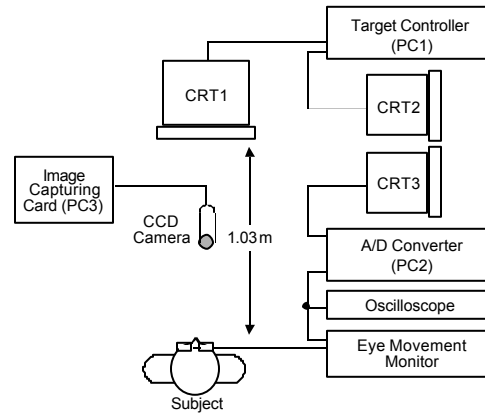 Target Controller
(PC1)
CRT1
CRT2
CRT3
Image
Capturing
Card (PC3)
CCD
Camera
1.03 m
A/D Converter
(PC2)
Oscilloscope
Eye Movement
Monitor
Subject